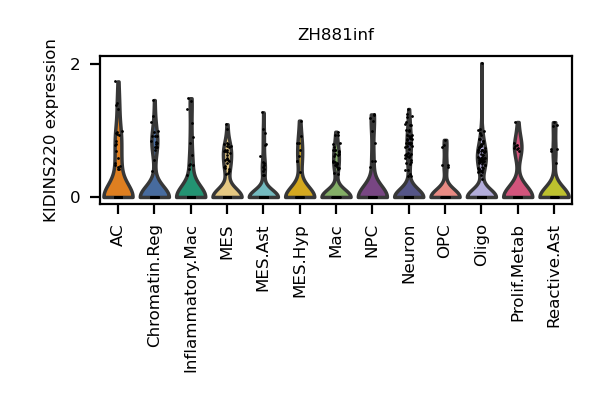 ZH881inf
KIDINS220 expression
2
0
AC
Chromatin.Reg
Inflammatory.Mac
MES
MES.Ast
MES.Hyp
Mac
NPC
Neuron
OPC
Oligo
Prolif.Metab
Reactive.Ast